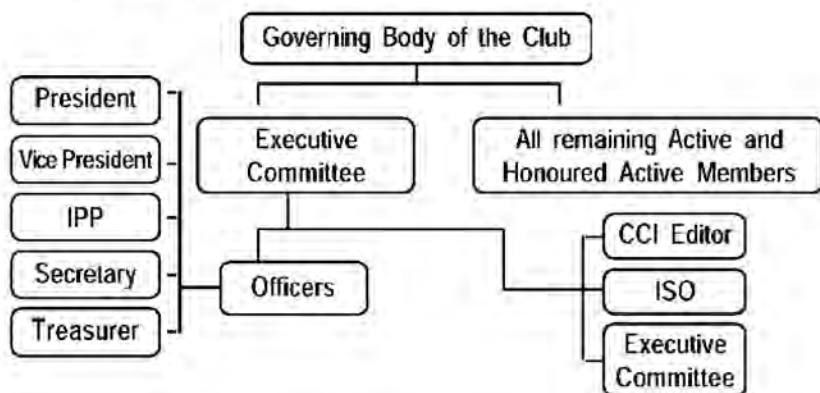 Governing Body of the Club
President
Vice President
IPP
Secretary
Treasurer
Executive
Committee
All remaining Active and
Honoured Active Members
Officers
CCI Editor
ISO
Executive
Committee